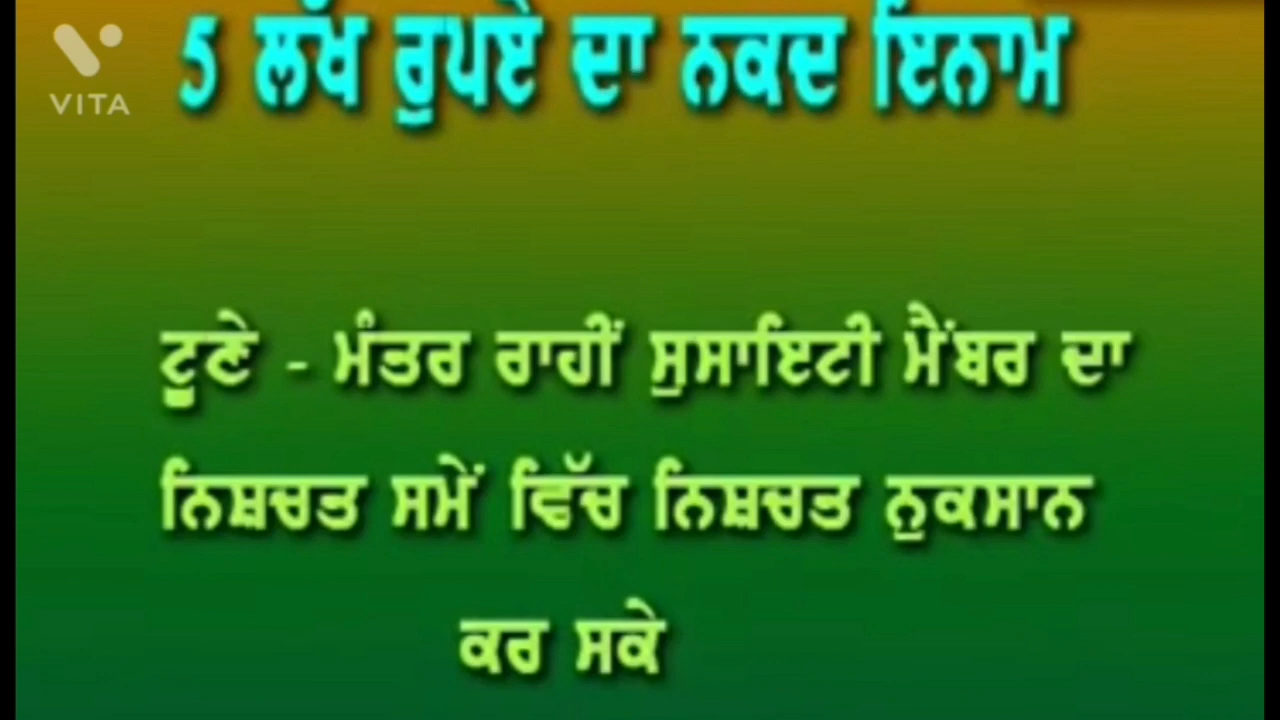 VITA
5 ਲੱਖ ਰੁਪਏ ਦਾ ਨਕਦ ਇਨਾਮ
ਟੂਣੇ - ਮੰਤਰ ਰਾਹੀਂ ਸੁਸਾਇਟੀ ਮੈਂਬਰ ਦਾ
ਨਿਸ਼ਚਤ ਸਮੇਂ ਵਿੱਚ ਨਿਸ਼ਚਤ ਨੁਕਸਾਨ
ਕਰ ਸਕੇ